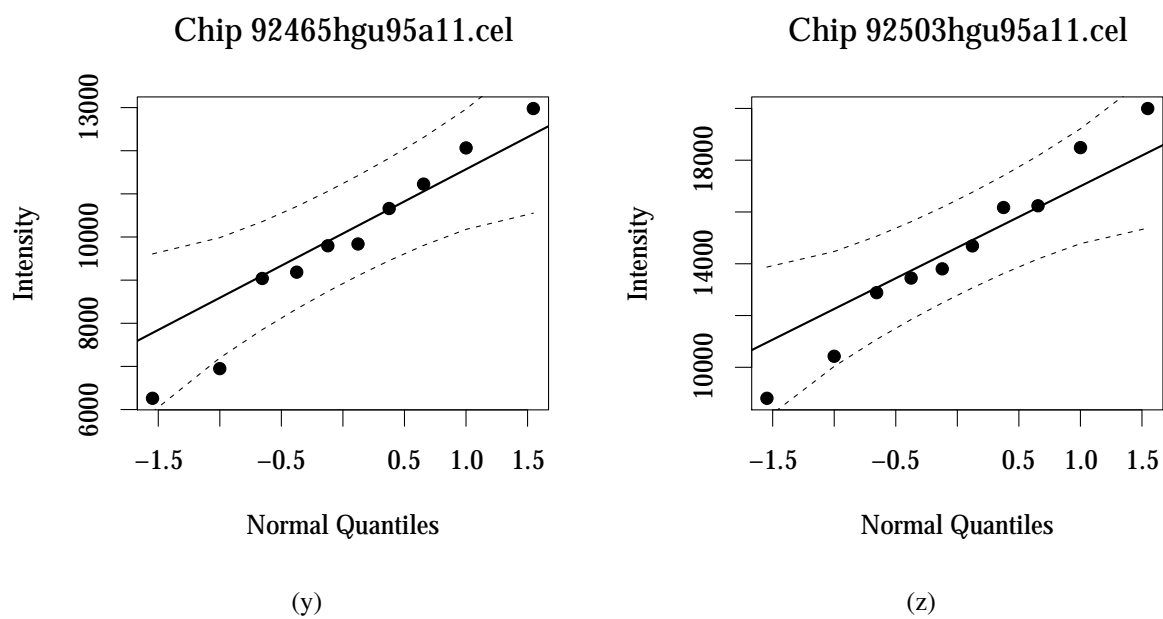 Chip 92465hgu95a11.cel
Intensity
13000
10000
8000
6000
−1.5 −0.5 0.5 1.0 1.5
Normal Quantiles
(y)
Chip 92503hgu95a11.cel
Intensity
18000
14000
10000
−1.5 −0.5 0.5 1.0 1.5
Normal Quantiles
(z)